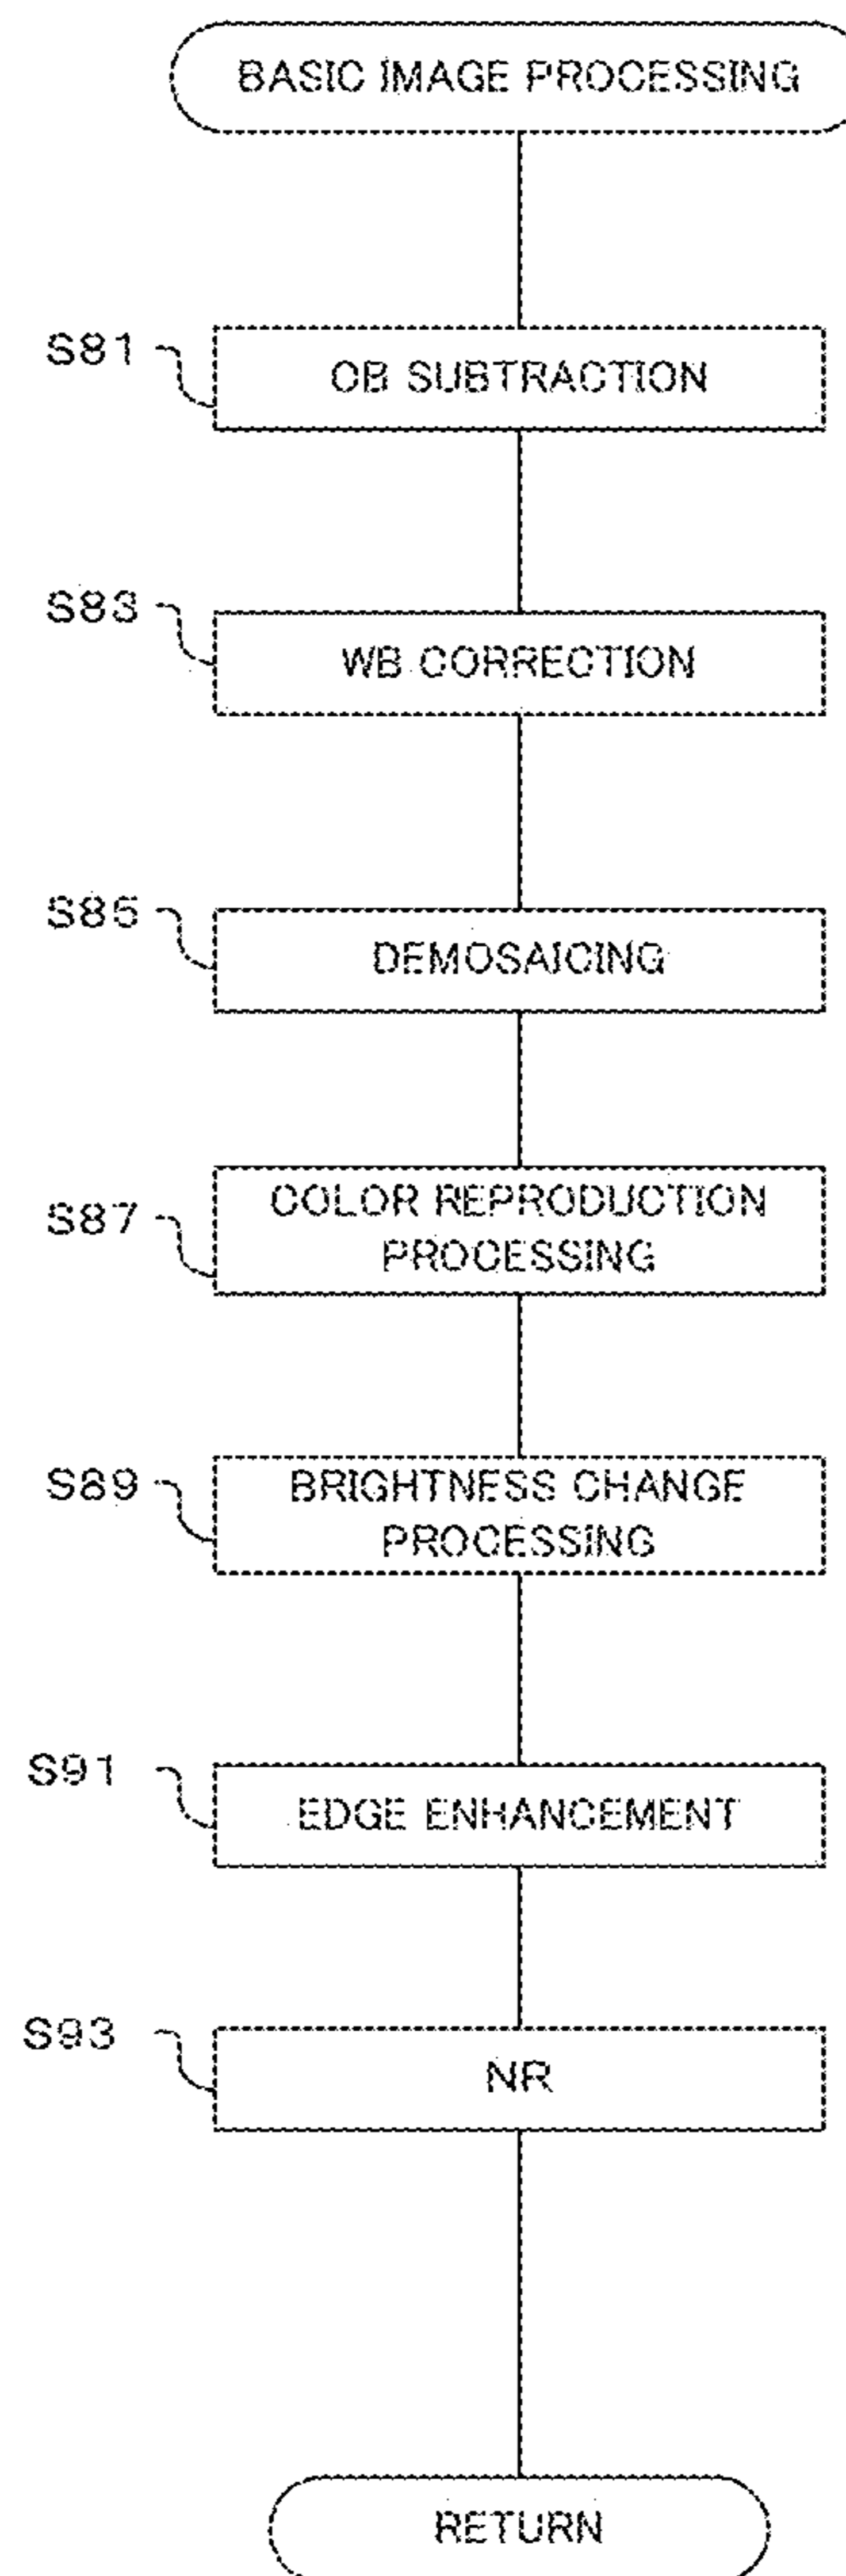 BASIC IMAGE PROCESSING
S81
OB SUBTRACTION
S83
WB CORRECTION
S85
DEMOSAICING
S87
COLOR REPRODUCTION
PROCESSING
S89
BRIGHTNESS CHANGE
PROCESSING
S91
EDGE ENHANCEMENT
S93
NR
RETURN